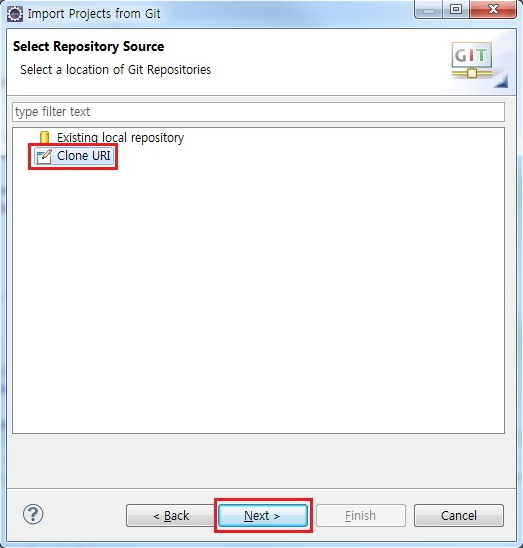 Import Projects from Git
Select Repository Source
Select a location of Git Repositories
GIT
type filter text
Existing local repository
Clone URI
?
< Back
Next >
Finish
Cancel